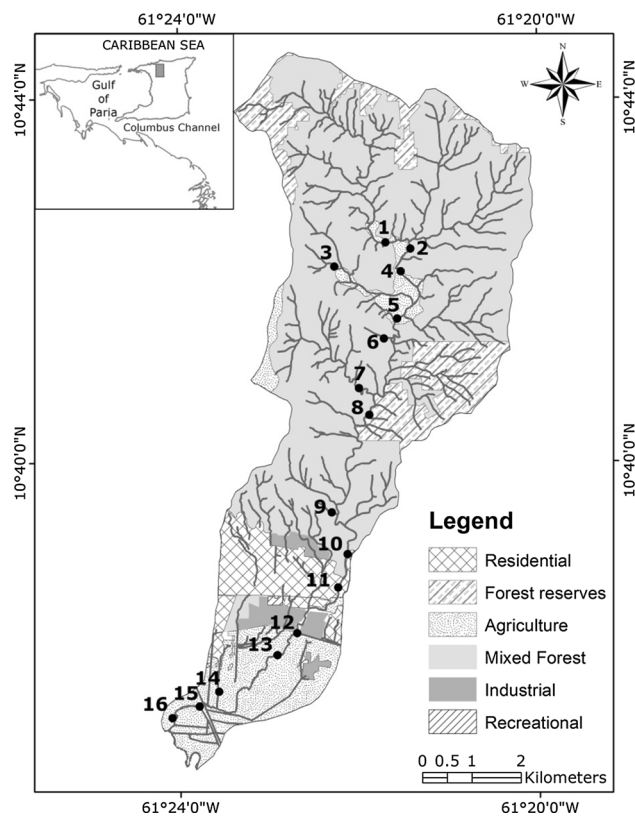 61°24'0"W
61°20'0"W
CARIBBEAN SEA
Gulf
of
Paria
Columbus Channel
N
W
E
S
10°44'0"N
10°44'0"N
1
2
3
4
5
6
7
8
10°40'0"N
10°40'0"N
9
10
11
12
13
14
15
16
Legend
Residential
Forest reserves
Agriculture
Mixed Forest
Industrial
Recreational
0 0.5 1 2
Kilometers
61°24'0"W
61°20'0"W